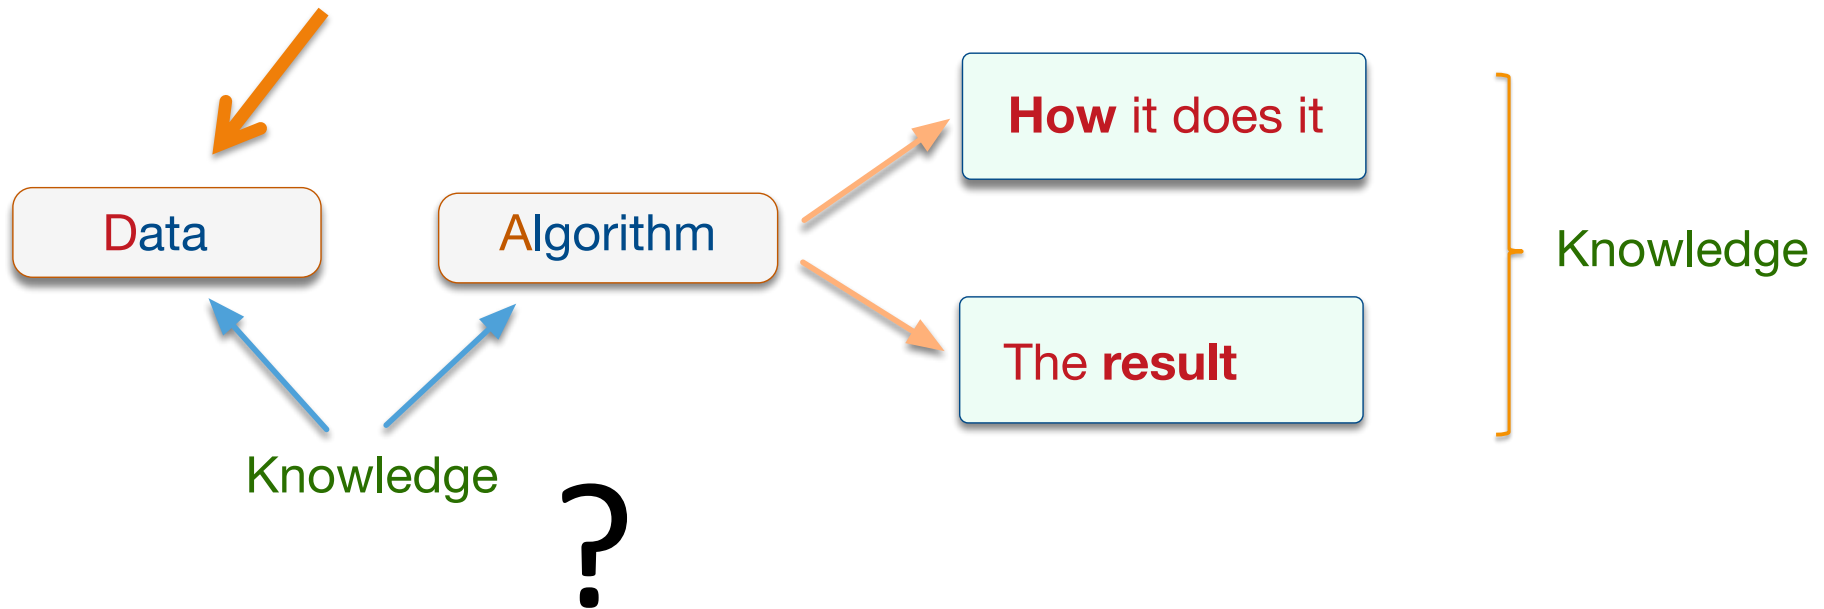 How it does it
Data
Algorithm
Knowledge
The result
Knowledge
?